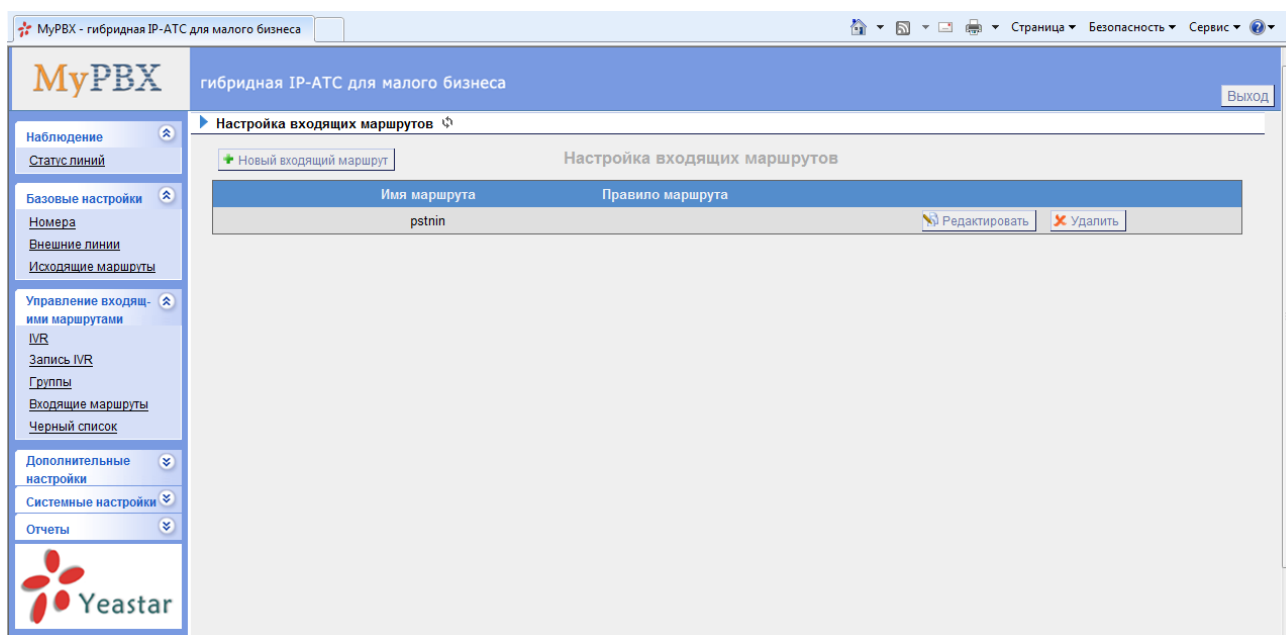 MyPBX - гибридная IP-АТС для малого бизнеса
Страница Безопасность Сервис
MyPBX
гибридная IP-АТС для малого бизнеса
Выход
Наблюдение
Статус линий
Базовые настройки
Номера
Внешние линии
Исходящие маршруты
Управление входящ-
ими маршрутами
IVR
Запись IVR
Группы
Входящие маршруты
Черный список
Дополнительные
настройки
Системные настройки
Отчеты
Yeastar
Настройка входящих маршрутов
Новый входящий маршрут
Настройка входящих маршрутов
Имя маршрута Правило маршрута
pstnin Редактировать Удалить